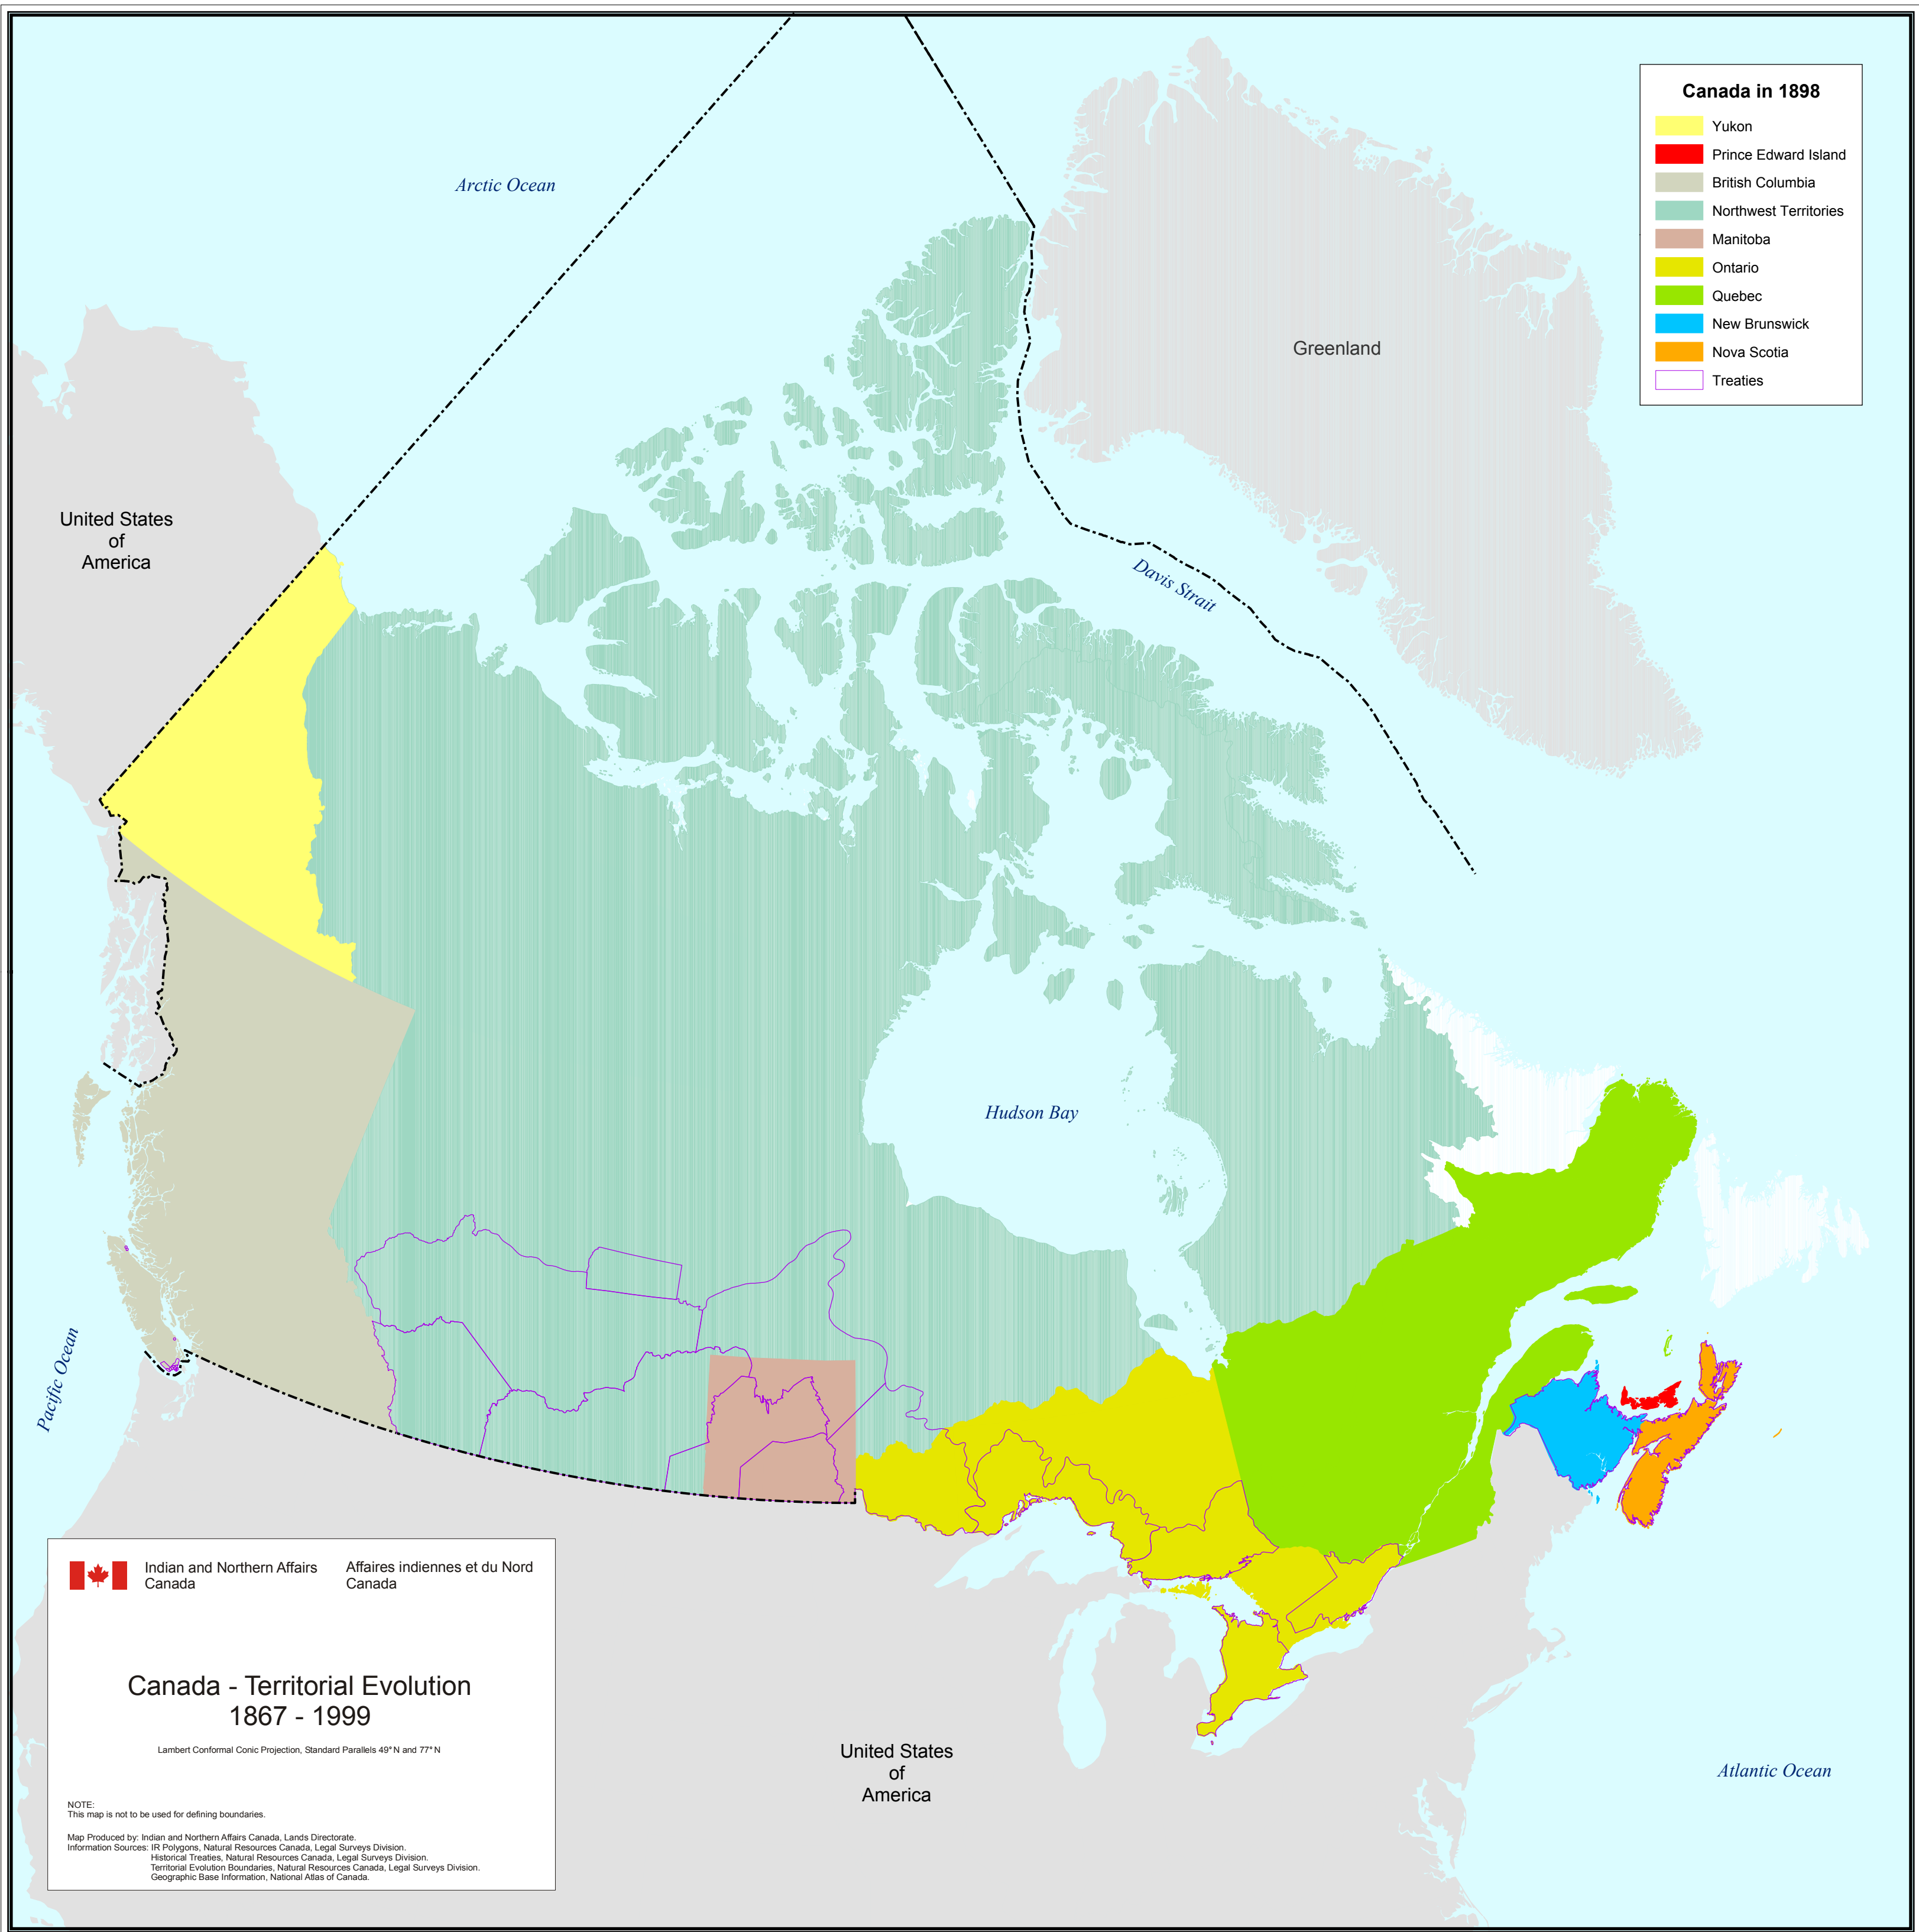 Canada in 1898
Yukon
Prince Edward Island
British Columbia
Northwest Territories
Manitoba
Ontario
Quebec
New Brunswick
Nova Scotia
Treaties
Arctic Ocean
Greenland
United States
of
America
Davis Strait
Hudson Bay
Pacific Ocean
United States
of
America
Atlantic Ocean
Indian and Northern Affairs
Canada
Affaires indiennes et du Nord
Canada
Canada - Territorial Evolution
1867 - 1999
Lambert Conformal Conic Projection, Standard Parallels 49° N and 77° N
NOTE:
This map is not to be used for defining boundaries.
Map Produced by: Indian and Northern Affairs Canada, Lands Directorate.
Information Sources: IR Polygons, Natural Resources Canada, Legal Surveys Division.
Historical Treaties, Natural Resources Canada, Legal Surveys Division.
Territorial Evolution Boundaries, Natural Resources Canada, Legal Surveys Division.
Geographic Base Information, National Atlas of Canada.